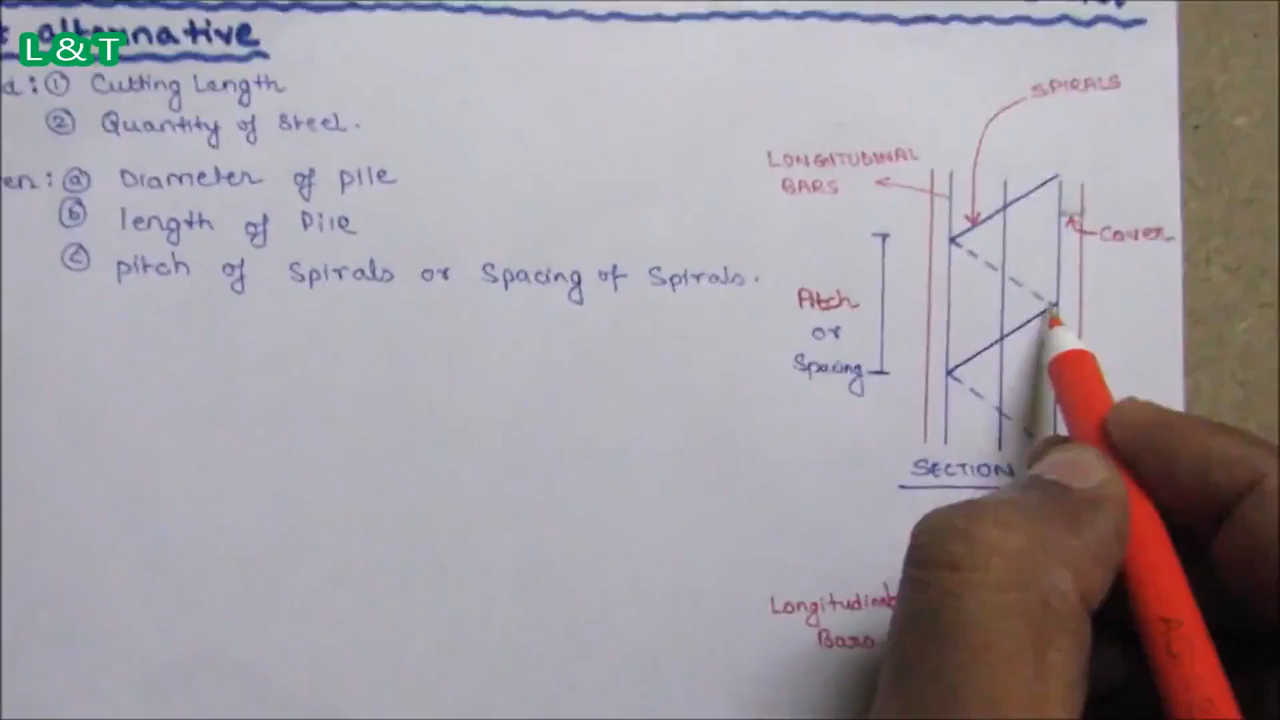 alternative
L & T
① Cutting Length
② Quantity of Steel.
ⓐ Diameter of pile
ⓑ length of Pile
ⓒ pitch of Spirals or Spacing of Spirals.
SPIRALS
LONGITUDINAL
BARS
Cover
Pitch
or
Spacing
SECTION
Longitudinal
Bars